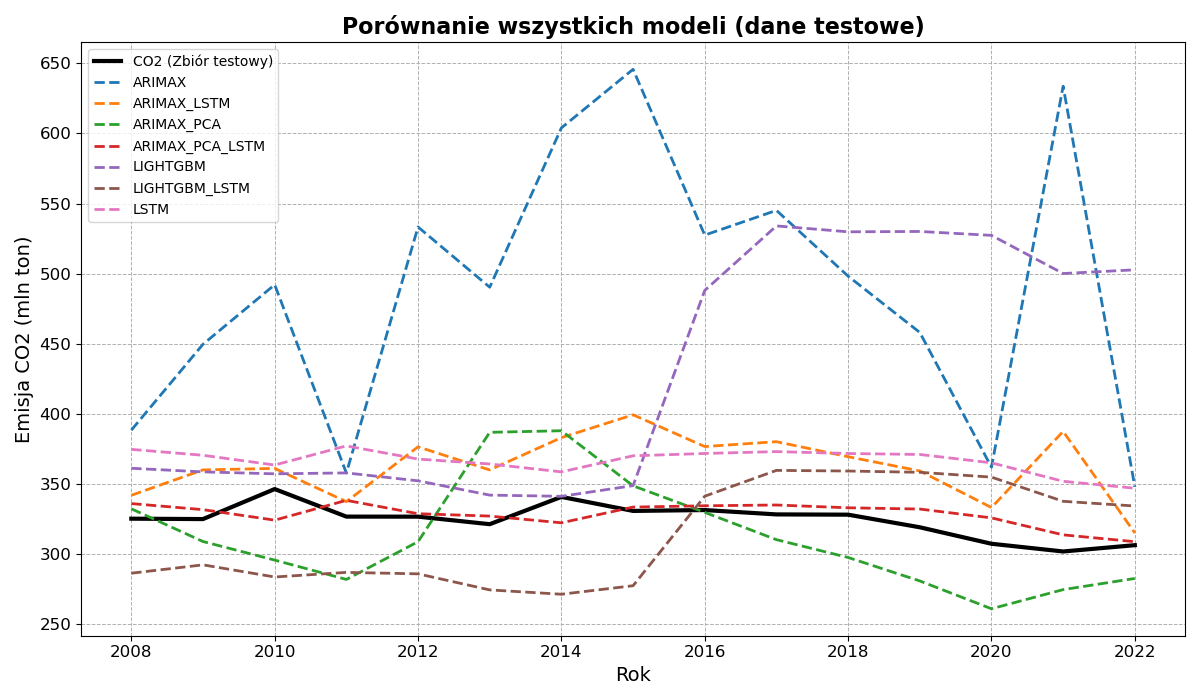 Porównanie wszystkich modeli (dane testowe)
Emisja CO2 (mln ton)
650
600
550
500
450
400
350
300
250
CO2 (Zbiór testowy)
ARIMAX
ARIMAX_LSTM
ARIMAX_PCA
ARIMAX_PCA_LSTM
LIGHTGBM
LIGHTGBM_LSTM
LSTM
2008 2010 2012 2014 2016 2018 2020 2022
Rok